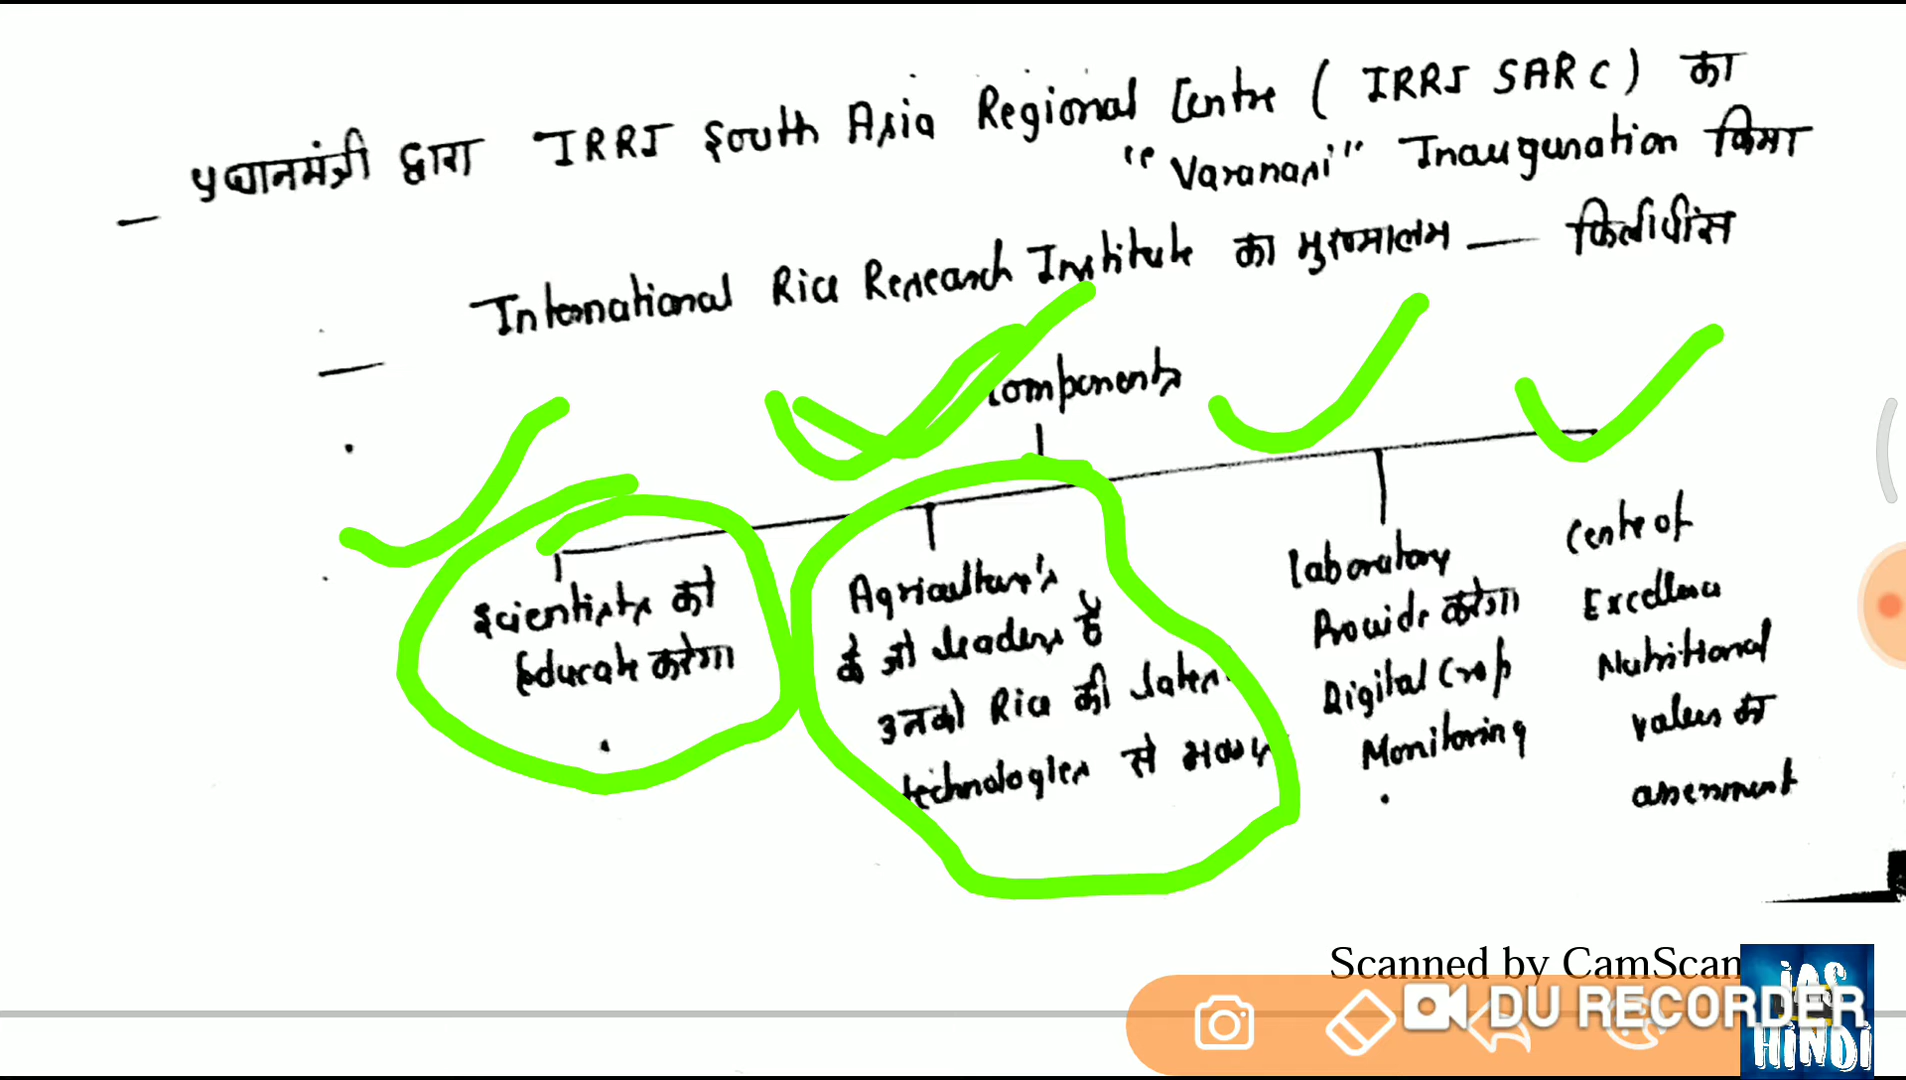 प्रधानमंत्री द्वारा IRRI South Asia Regional Centre ( IRRI SARC ) का
"Varanasi" Inauguration किया
International Rice Research Institute का मुख्यालय — फिलीपींस
Components
Scientists को
Educate करेगा
Agriculture's
के जो leaders है
उनको Rice की latest
technologies से
Laboratory
Provide करेगा
Digital Crop
Monitoring
Centre of
Excellence
Nutritional
values का
assessment
Scanned by CamScan
DU RECORDER
iAS
HiNDi